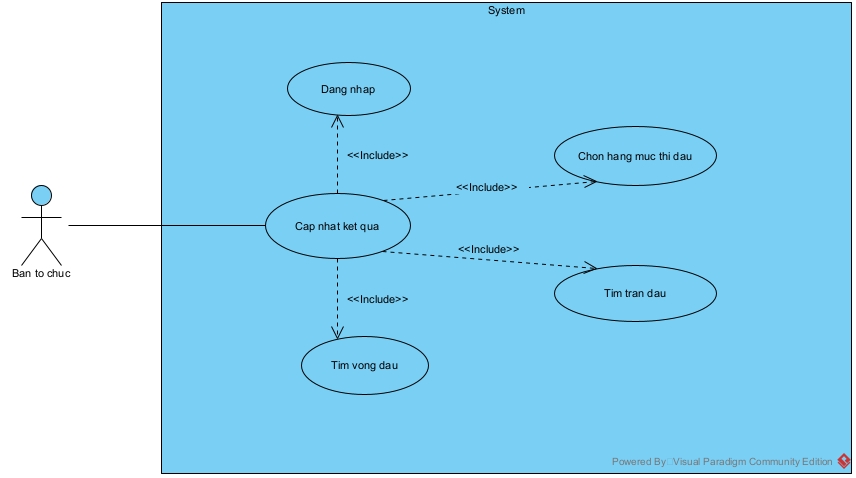 System
Dang nhap
<<Include>>
Chon hang muc thi dau
<<Include>>
Cap nhat ket qua
<<Include>>
Ban to chuc
Tim tran dau
<<Include>>
Tim vong dau
Powered By Visual Paradigm Community Edition